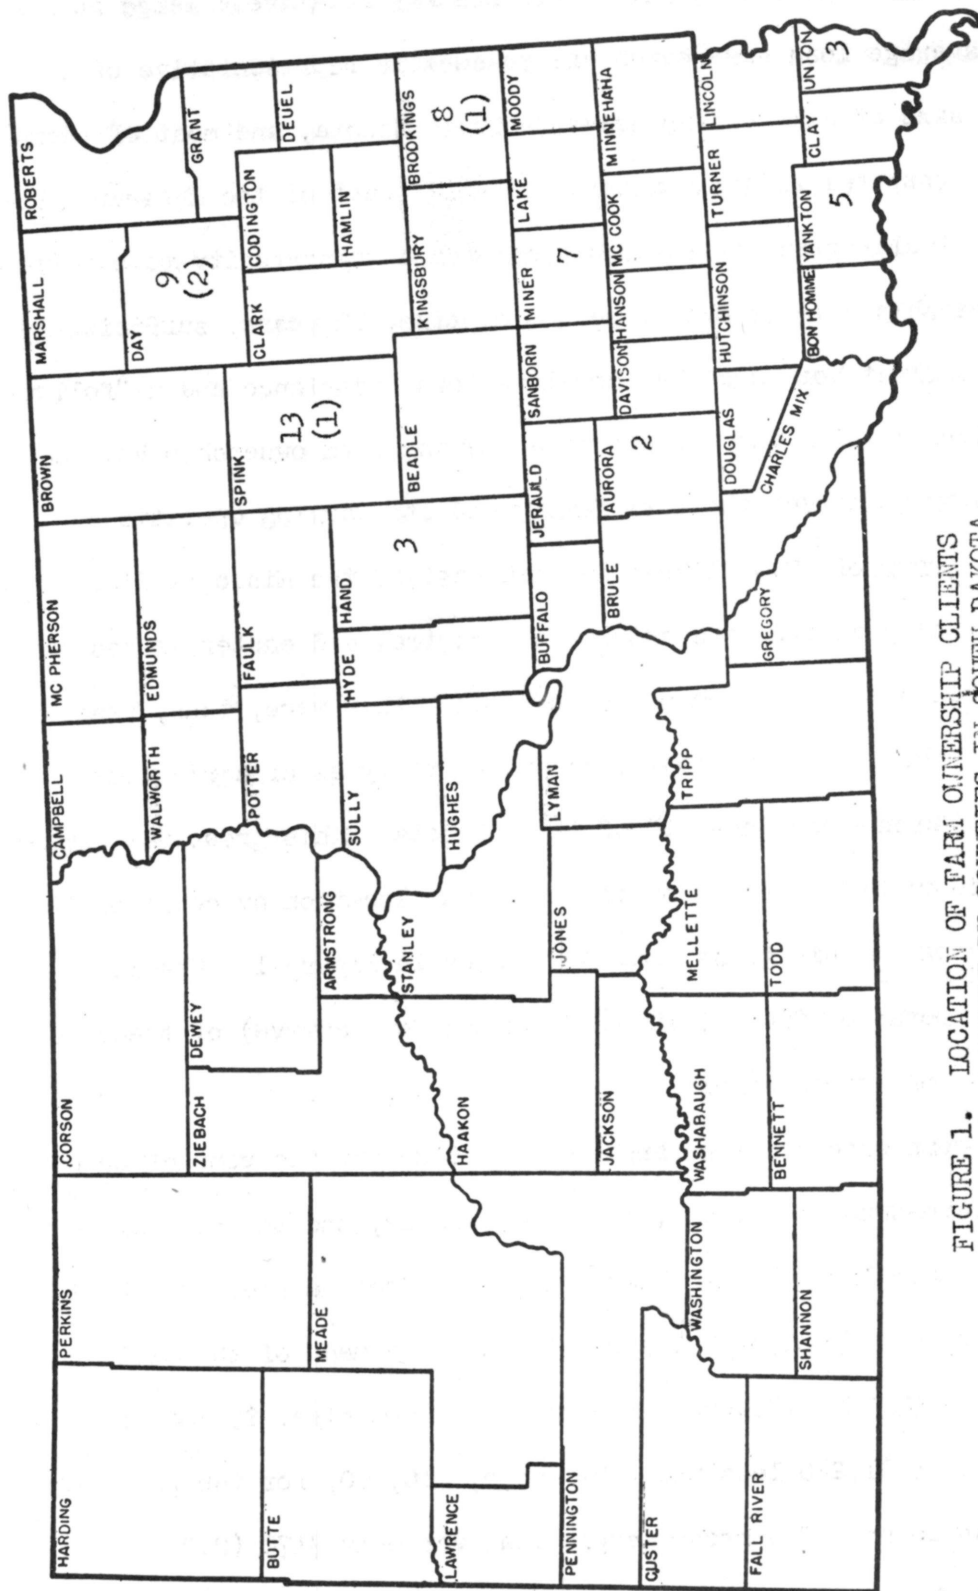 HARDING
PERKINS
CORSON
CAMPBELL
MC PHERSON
BROWN
MARSHALL
ROBERTS
BUTTE
MEADE
ZIEBACH
DEWEY
WALWORTH
EDMUNDS
DAY
9
(2)
GRANT
POTTER
FAULK
SPINK
13
(1)
CLARK
CODINGTON
DEUEL
HAMLIN
LAWRENCE
ARMSTRONG
SULLY
HYDE
HAND
3
BEADLE
KINGSBURY
BROOKINGS
8
(1)
PENNINGTON
HAAKON
STANLEY
HUGHES
BUFFALO
JERAULD
SANBORN
MINER
7
LAKE
MOODY
CUSTER
JACKSON
JONES
LYMAN
BRULE
AURORA
2
DAVISON
HANSON
MC COOK
MINNEHAHA
FALL RIVER
WASHINGTON
WASHABAUGH
MELLETTE
TRIPP
GREGORY
DOUGLAS
CHARLES MIX
HUTCHINSON
TURNER
LINCOLN
SHANNON
BENNETT
TODD
BON HOMME
YANKTON
5
CLAY
UNION
3
FIGURE 1. LOCATION OF FARM OWNERSHIP CLIENTS
COUNTIES IN SOUTH DAKOTA